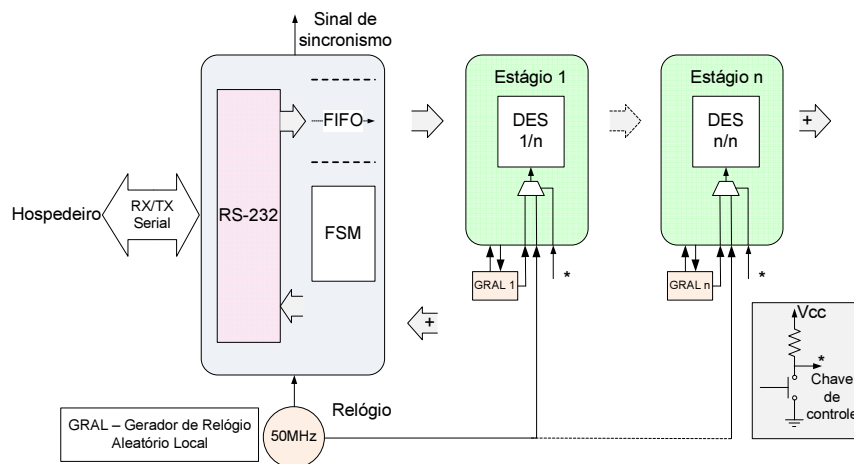 Sinal de
sincronismo
Hospedeiro
RX/TX
Serial
RS-232
FIFO
FSM
+
Estágio 1
DES
1/n
GRAL 1
*
Estágio n
DES
n/n
GRAL n
*
+
Relógio
50MHz
GRAL – Gerador de Relógio
Aleatório Local
Vcc
*
Chave
de
controle